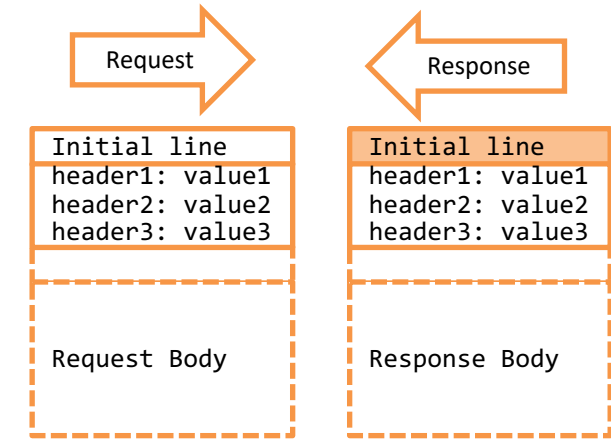 Request
Response
Initial line
header1: value1
header2: value2
header3: value3
Request Body
Initial line
header1: value1
header2: value2
header3: value3
Response Body